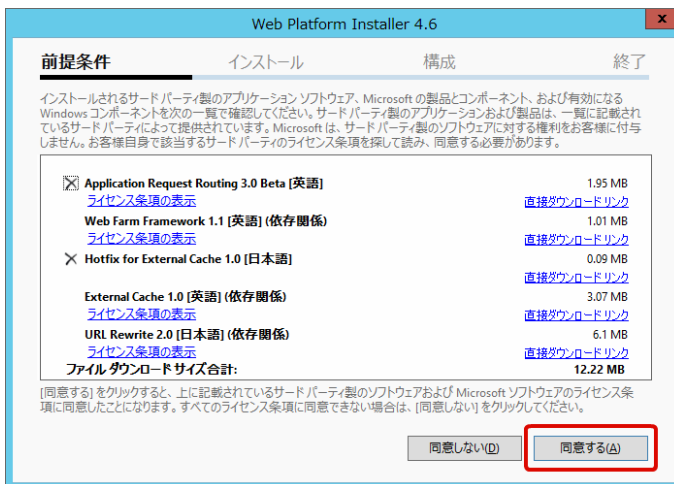 Web Platform Installer 4.6
x
前提条件 インストール 構成 終了
インストールされるサード パーティ製のアプリケーション ソフトウェア、Microsoft の製品とコンポーネント、および有効になる
Windows コンポーネントを次の一覧で確認してください。サード パーティ製のアプリケーションおよび製品は、一覧に記載され
ているサード パーティによって提供されています。Microsoft は、サード パーティ製のソフトウェアに対する権利をお客様に付与
しません。お客様自身で該当するサード パーティのライセンス条項を探して読み、同意する必要があります。
Application Request Routing 3.0 Beta [英語] 1.95 MB
ライセンス条項の表示 直接ダウンロード リンク
Web Farm Framework 1.1 [英語] (依存関係) 1.01 MB
ライセンス条項の表示 直接ダウンロード リンク
Hotfix for External Cache 1.0 [日本語] 0.09 MB
直接ダウンロード リンク
External Cache 1.0 [英語] (依存関係) 3.07 MB
ライセンス条項の表示 直接ダウンロード リンク
URL Rewrite 2.0 [日本語] (依存関係) 6.1 MB
ライセンス条項の表示 直接ダウンロード リンク
ファイル ダウンロード サイズ合計: 12.22 MB
[同意する] をクリックすると、上に記載されているサード パーティ製のソフトウェアおよび Microsoft ソフトウェアのライセンス条
項に同意したことになります。すべてのライセンス条項に同意できない場合は、[同意しない] をクリックしてください。
同意しない(D) 同意する(A)